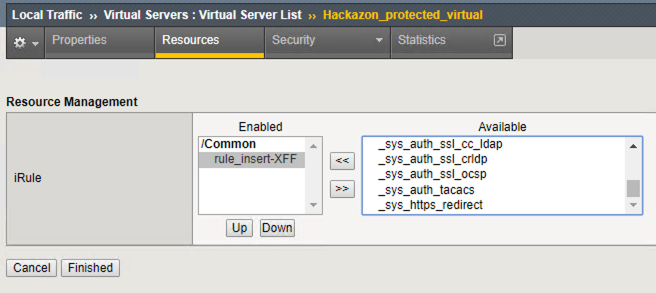 Local Traffic ›› Virtual Servers : Virtual Server List ›› Hackazon_protected_virtual
Properties Resources Security Statistics
Resource Management
Enabled Available
iRule
/Common
rule_insert-XFF
<<
>>
Up Down
_sys_auth_ssl_cc_ldap
_sys_auth_ssl_crldp
_sys_auth_ssl_ocsp
_sys_auth_tacacs
_sys_https_redirect
Cancel Finished